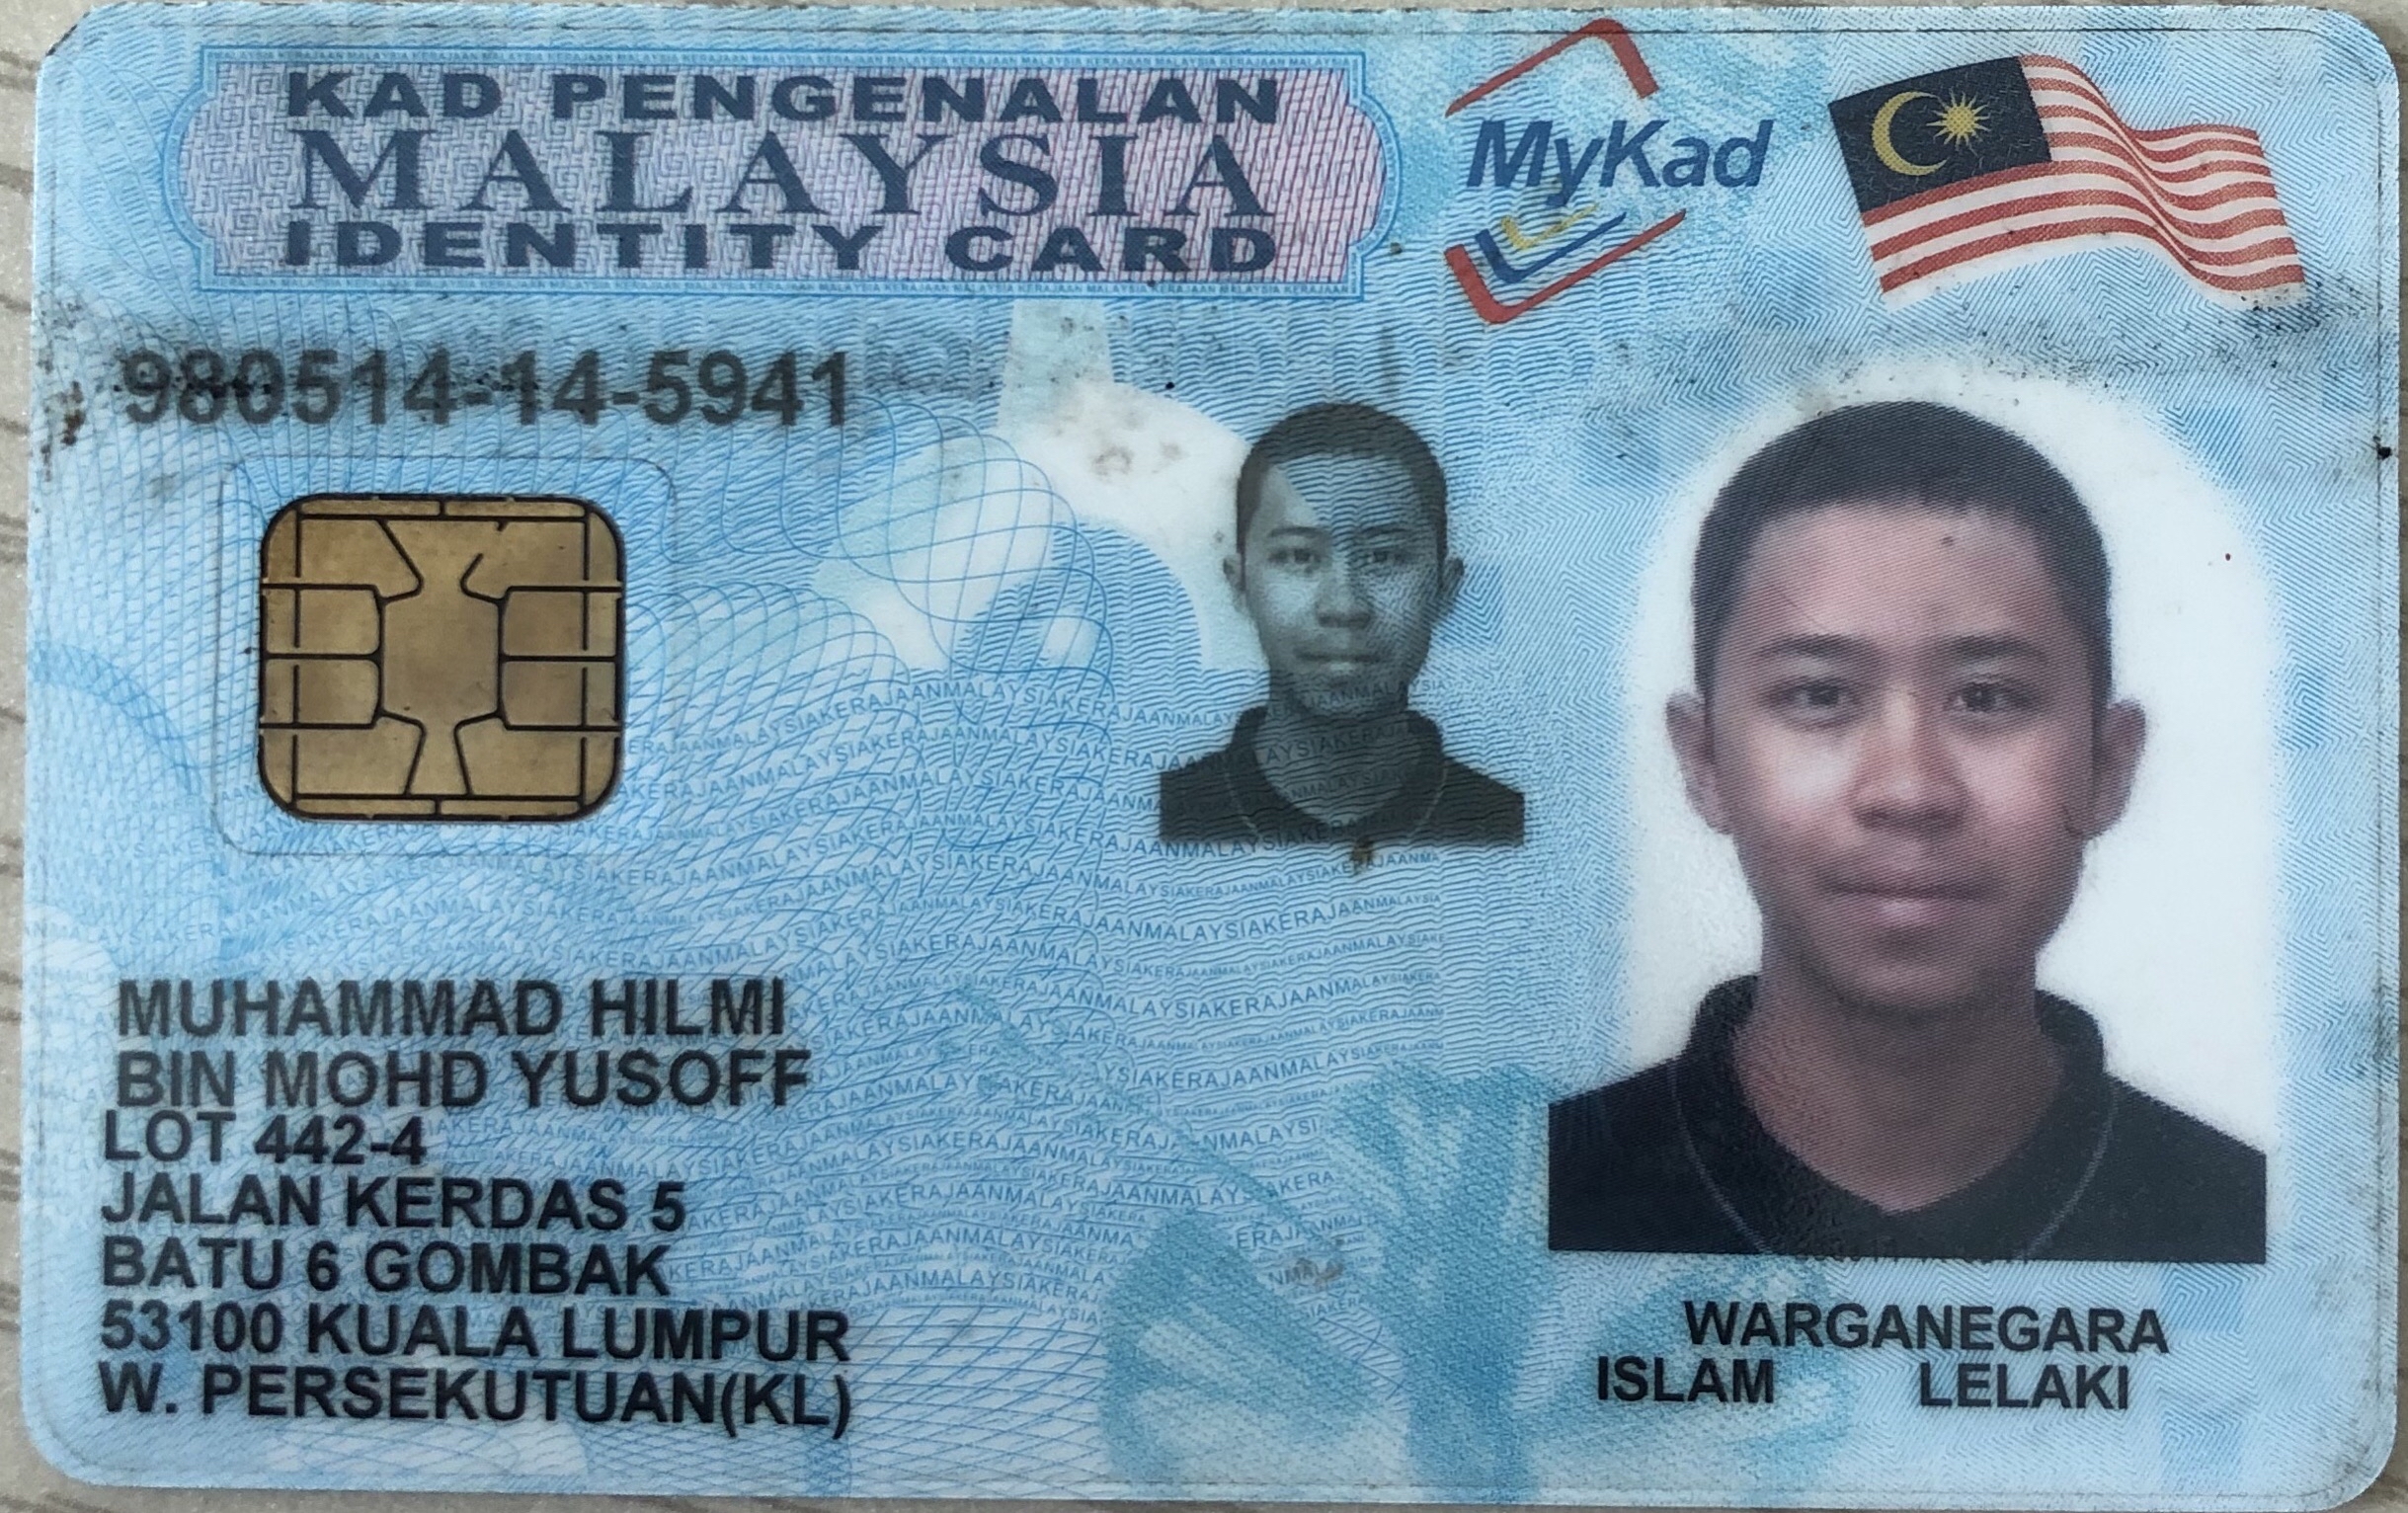 KAD PENGENALAN
MALAYSIA
IDENTITY CARD
MyKad
980514-14-5941
MUHAMMAD HILMI
BIN MOHD YUSOFF
LOT 442-4
JALAN KERDAS 5
BATU 6 GOMBAK
53100 KUALA LUMPUR
W. PERSEKUTUAN(KL)
WARGANEGARA
ISLAM LELAKI